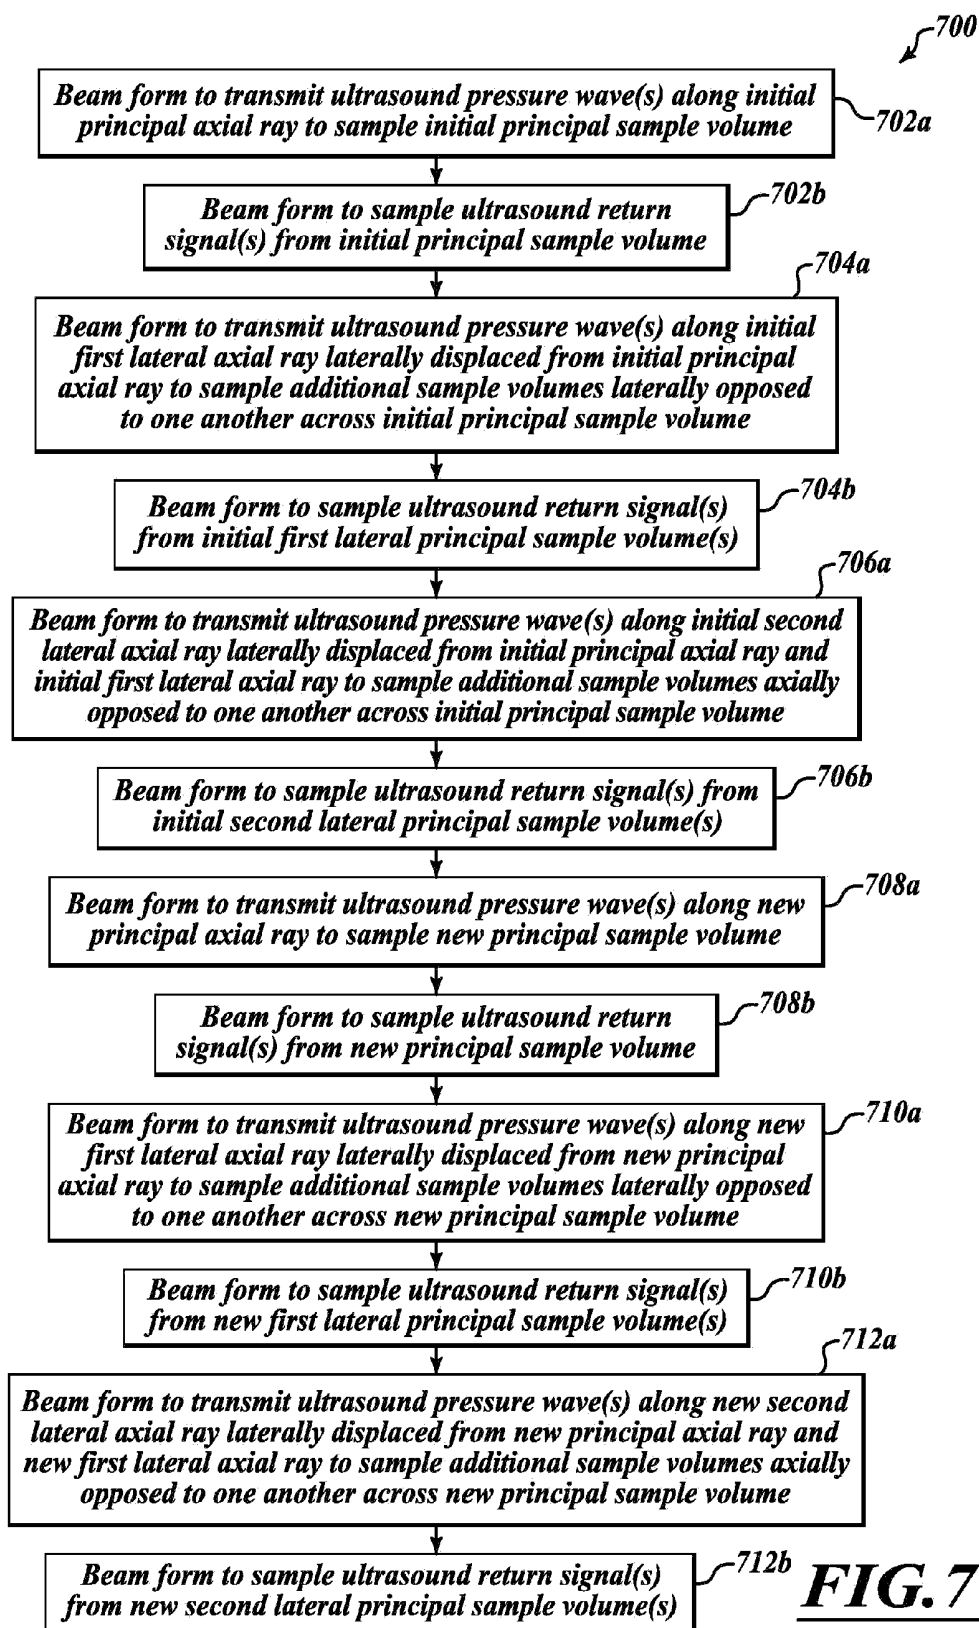 700
Beam form to transmit ultrasound pressure wave(s) along initial
principal axial ray to sample initial principal sample volume
702a
702b
Beam form to sample ultrasound return
signal(s) from initial principal sample volume
704a
Beam form to transmit ultrasound pressure wave(s) along initial
first lateral axial ray laterally displaced from initial principal
axial ray to sample additional sample volumes laterally opposed
to one another across initial principal sample volume
704b
Beam form to sample ultrasound return signal(s)
from initial first lateral principal sample volume(s)
706a
Beam form to transmit ultrasound pressure wave(s) along initial second
lateral axial ray laterally displaced from initial principal axial ray and
initial first lateral axial ray to sample additional sample volumes axially
opposed to one another across initial principal sample volume
706b
Beam form to sample ultrasound return signal(s) from
initial second lateral principal sample volume(s)
708a
Beam form to transmit ultrasound pressure wave(s) along new
principal axial ray to sample new principal sample volume
708b
Beam form to sample ultrasound return
signal(s) from new principal sample volume
710a
Beam form to transmit ultrasound pressure wave(s) along new
first lateral axial ray laterally displaced from new principal
axial ray to sample additional sample volumes laterally opposed
to one another across new principal sample volume
710b
Beam form to sample ultrasound return signal(s)
from new first lateral principal sample volume(s)
712a
Beam form to transmit ultrasound pressure wave(s) along new second
lateral axial ray laterally displaced from new principal axial ray and
new first lateral axial ray to sample additional sample volumes axially
opposed to one another across new principal sample volume
712b
Beam form to sample ultrasound return signal(s)
from new second lateral principal sample volume(s)
FIG. 7